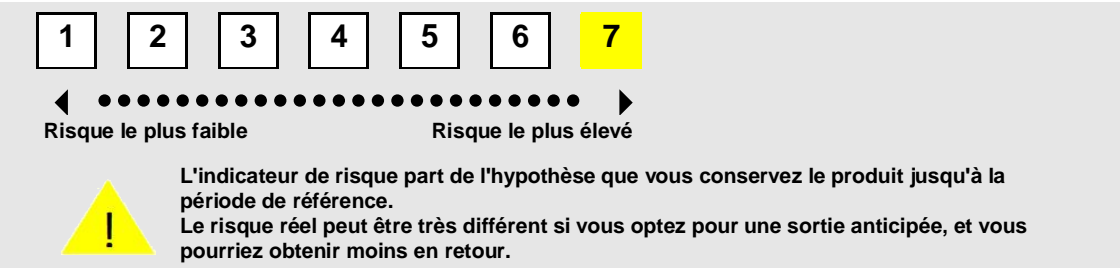 1 2 3 4 5 6 7
Risque le plus faible Risque le plus élevé
L'indicateur de risque part de l'hypothèse que vous conservez le produit jusqu'à la
période de référence.
!
Le risque réel peut être très différent si vous optez pour une sortie anticipée, et vous
pourriez obtenir moins en retour.